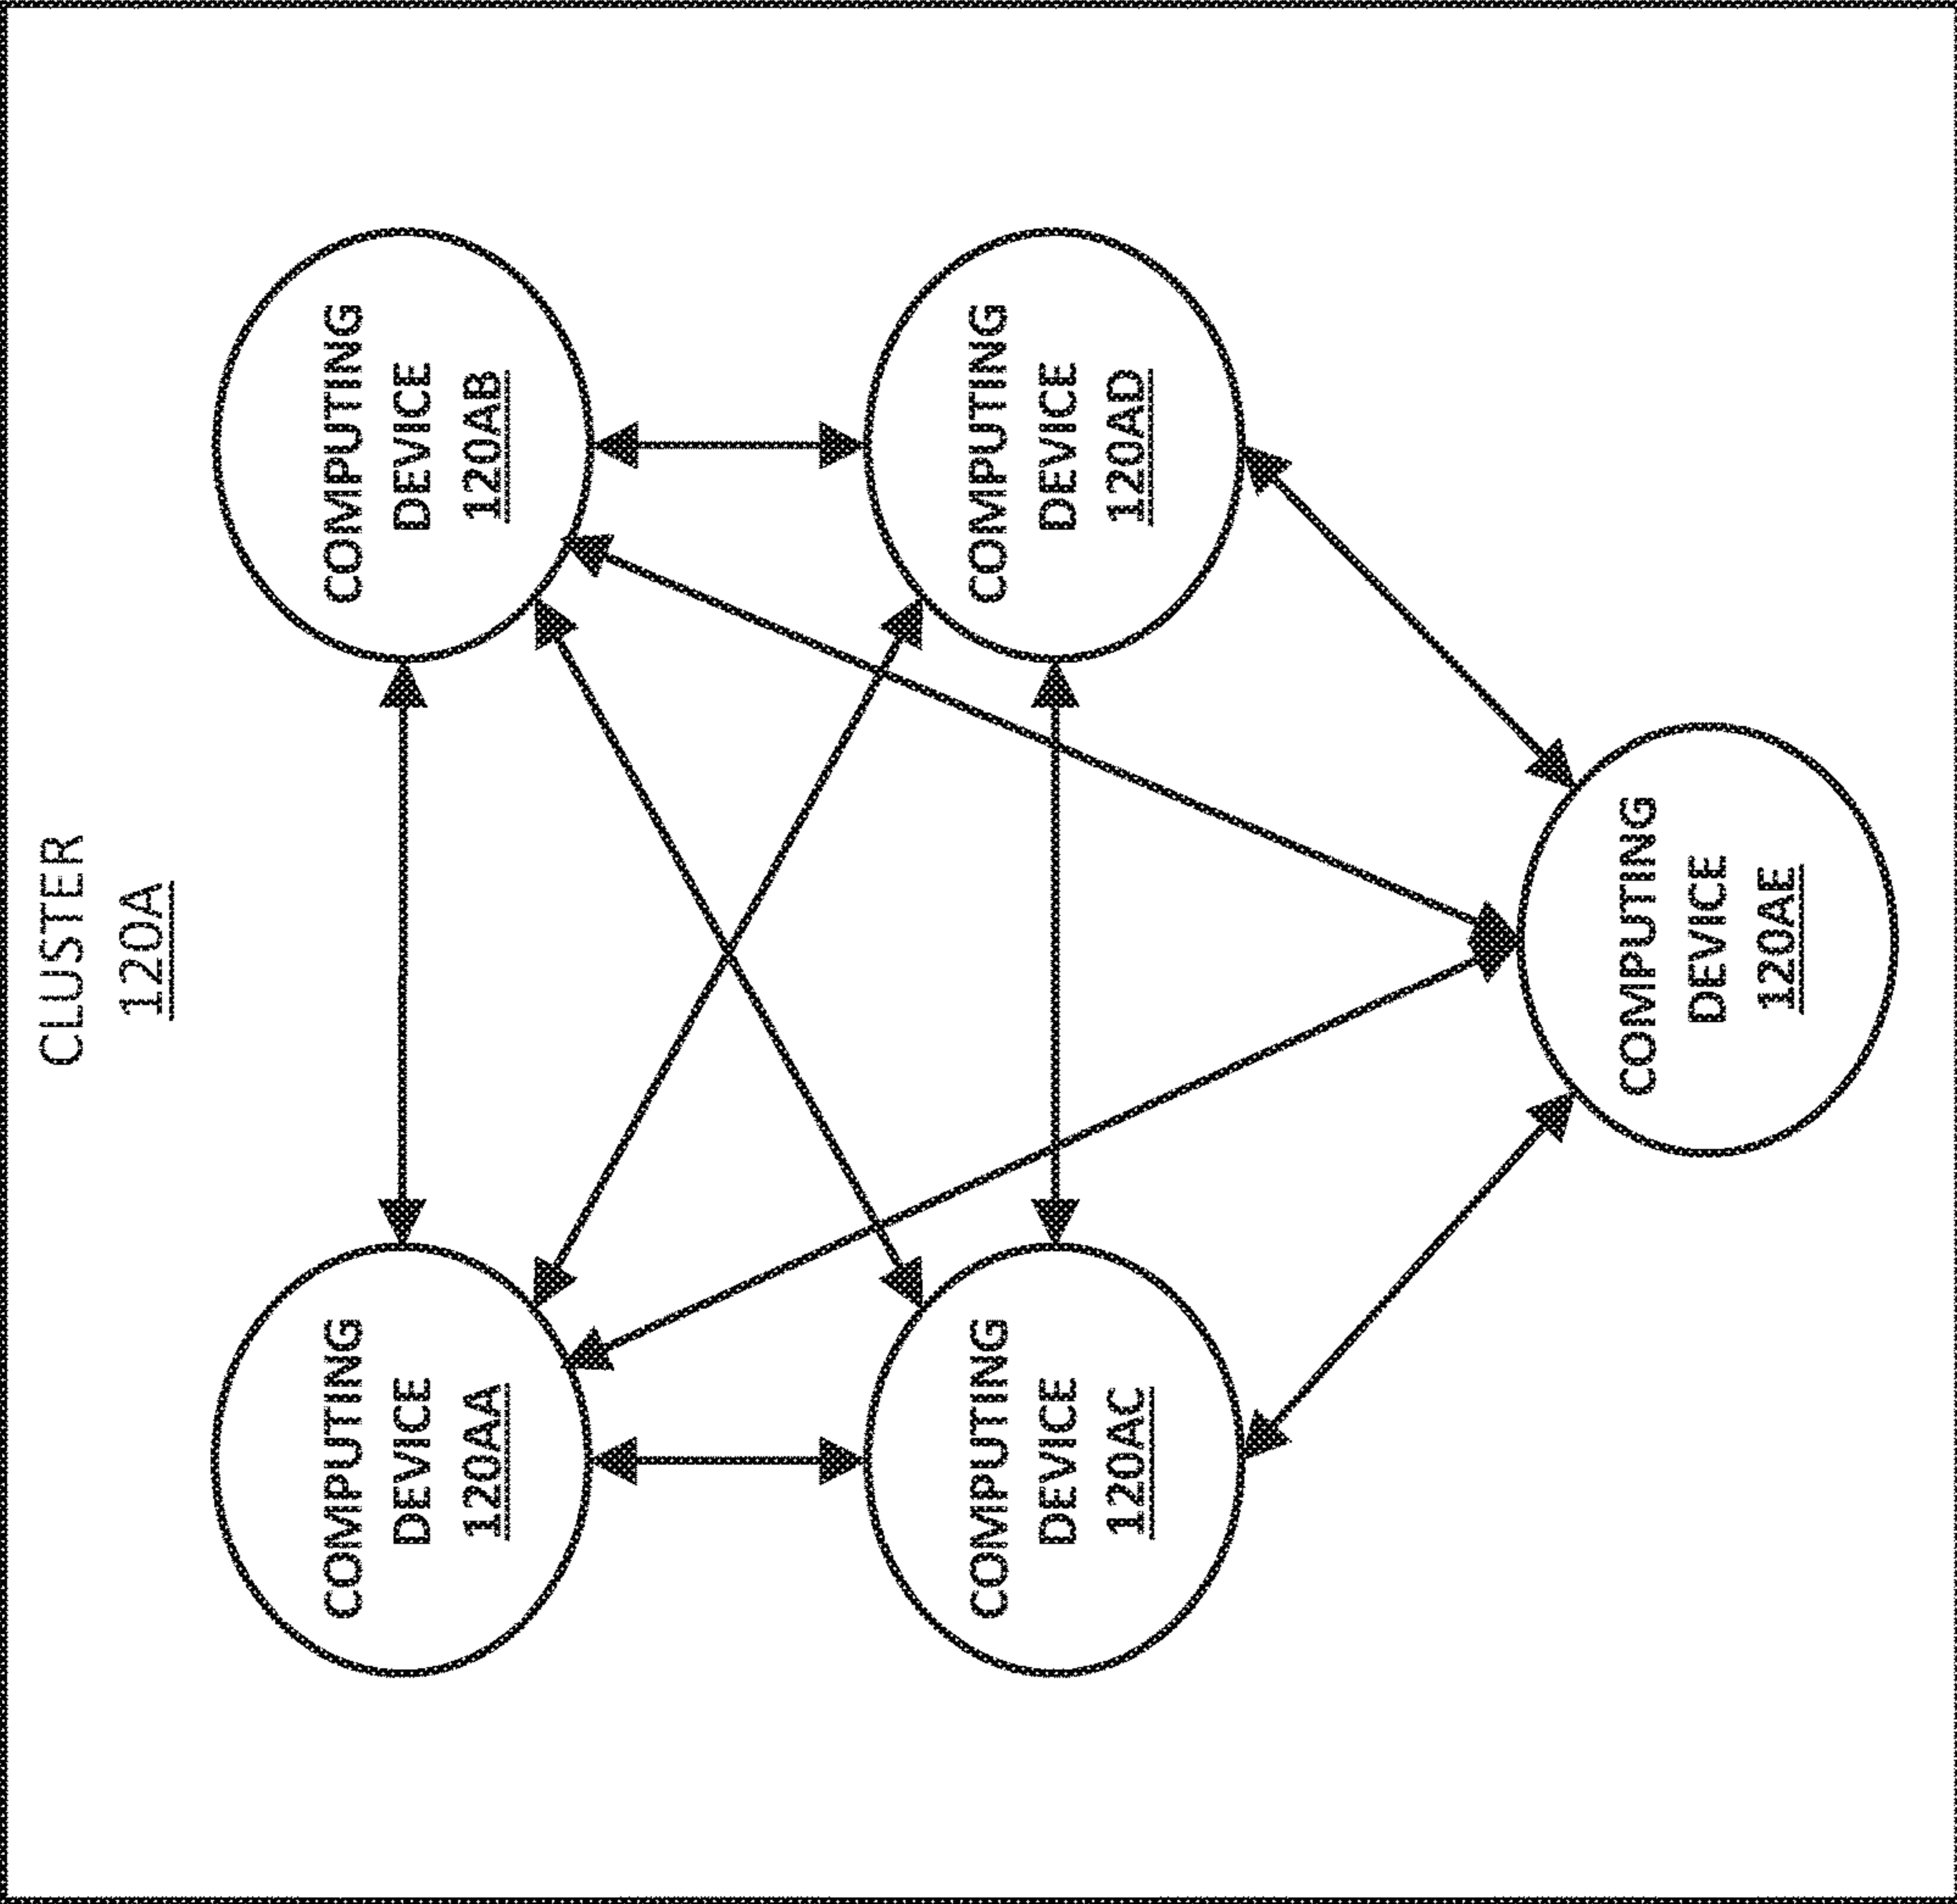 CLUSTER
120A
COMPUTING
DEVICE
120AA
COMPUTING
DEVICE
120AB
COMPUTING
DEVICE
120AC
COMPUTING
DEVICE
120AD
COMPUTING
DEVICE
120AE